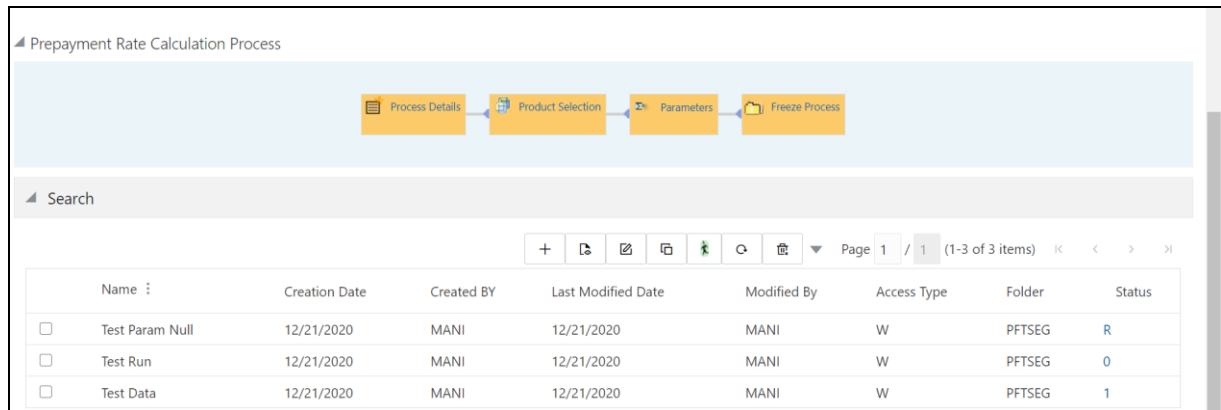 Prepayment Rate Calculation Process
Process Details Product Selection Parameters Freeze Process
Search
Page 1 / 1 (1-3 of 3 items)
Name Creation Date Created BY Last Modified Date Modified By Access Type Folder Status
Test Param Null 12/21/2020 MANI 12/21/2020 MANI W PFTSEG R
Test Run 12/21/2020 MANI 12/21/2020 MANI W PFTSEG 0
Test Data 12/21/2020 MANI 12/21/2020 MANI W PFTSEG 1